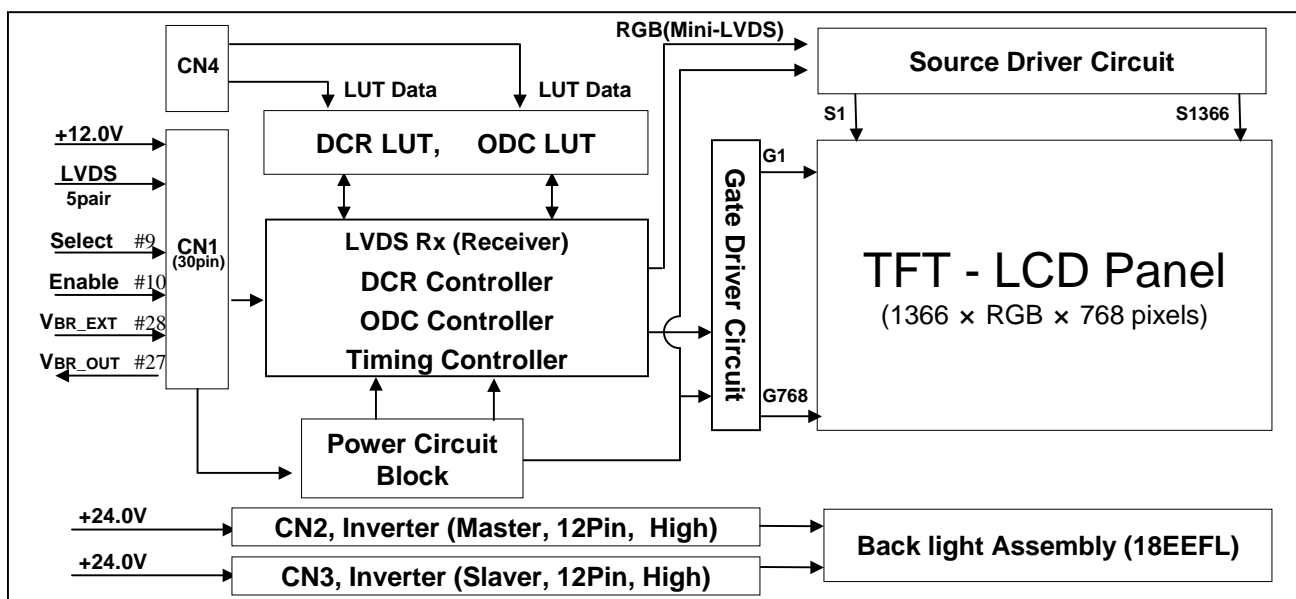 RGB(Mini-LVDS)
CN4
Source Driver Circuit
LUT Data
LUT Data
S1
S1366
+12.0V
DCR LUT, ODC LUT
G1
LVDS
5pair
CN1
(30pin)
Select #9
Enable #10
VBR_EXT #28
VBR_OUT #27
LVDS Rx (Receiver)
DCR Controller
ODC Controller
Timing Controller
Gate Driver Circuit
TFT - LCD Panel
(1366 × RGB × 768 pixels)
G768
Power Circuit
Block
+24.0V
CN2, Inverter (Master, 12Pin, High)
Back light Assembly (18EEFL)
+24.0V
CN3, Inverter (Slaver, 12Pin, High)